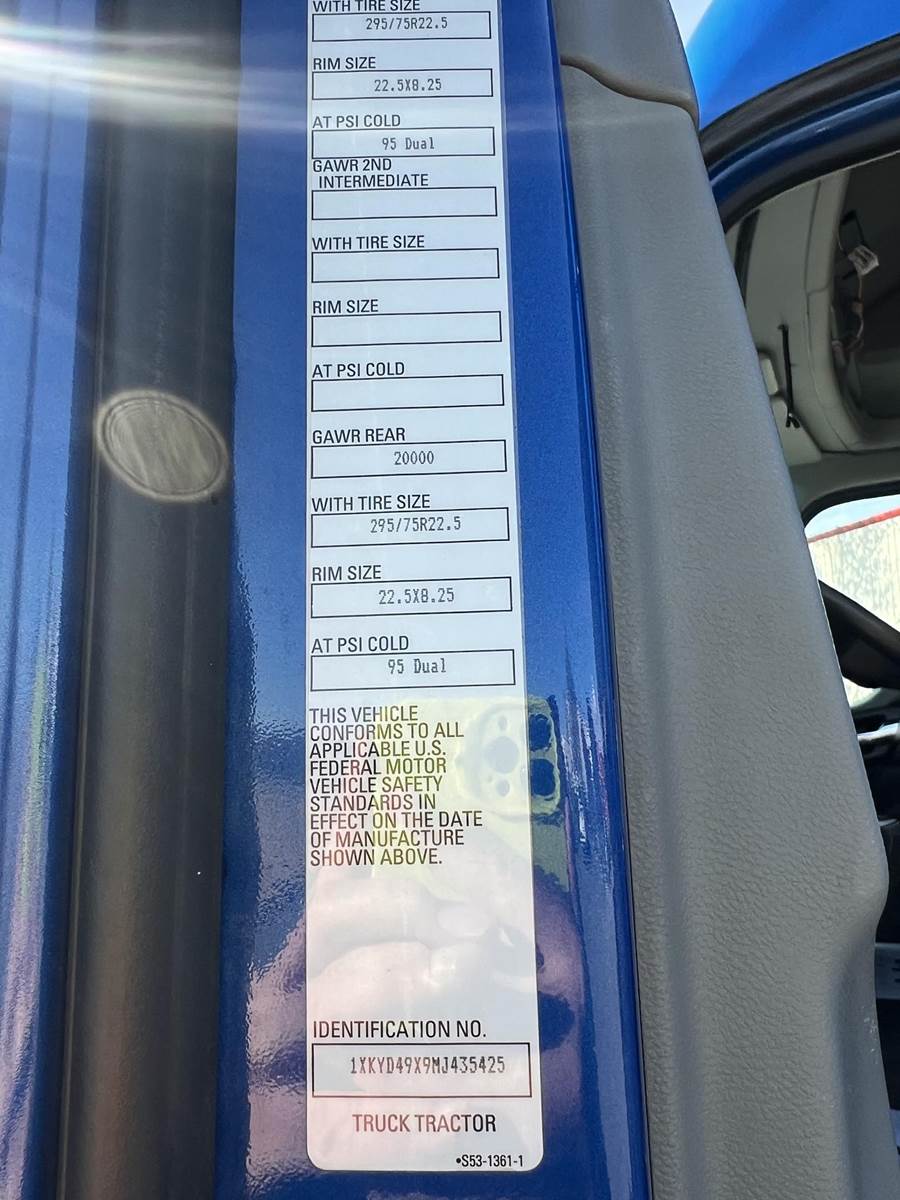 WITH TIRE SIZE
295/75R22.5
RIM SIZE
22.5X8.25
AT PSI COLD
95 Dual
GAWR 2ND
INTERMEDIATE
WITH TIRE SIZE
RIM SIZE
AT PSI COLD
GAWR REAR
20000
WITH TIRE SIZE
295/75R22.5
RIM SIZE
22.5X8.25
AT PSI COLD
95 Dual
THIS VEHICLE
CONFORMS TO ALL
APPLICABLE U.S.
FEDERAL MOTOR
VEHICLE SAFETY
STANDARDS IN
EFFECT ON THE DATE
OF MANUFACTURE
SHOWN ABOVE.
IDENTIFICATION NO.
1XKYD49X9MJ435425
TRUCK TRACTOR
•S53-1361-1